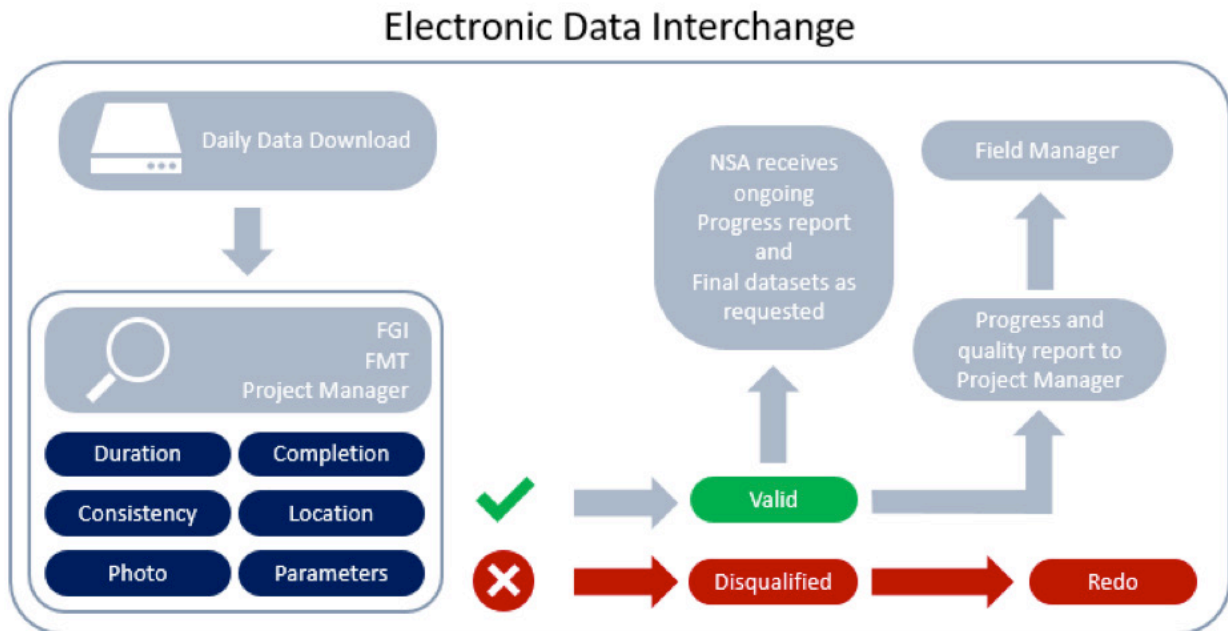 Electronic Data Interchange
Daily Data Download
FGI
FMT
Project Manager
Duration
Completion
Consistency
Location
Photo
Parameters
NSA receives
ongoing
Progress report
and
Final datasets as
requested
Valid
Disqualified
Field Manager
Progress and
quality report to
Project Manager
Redo